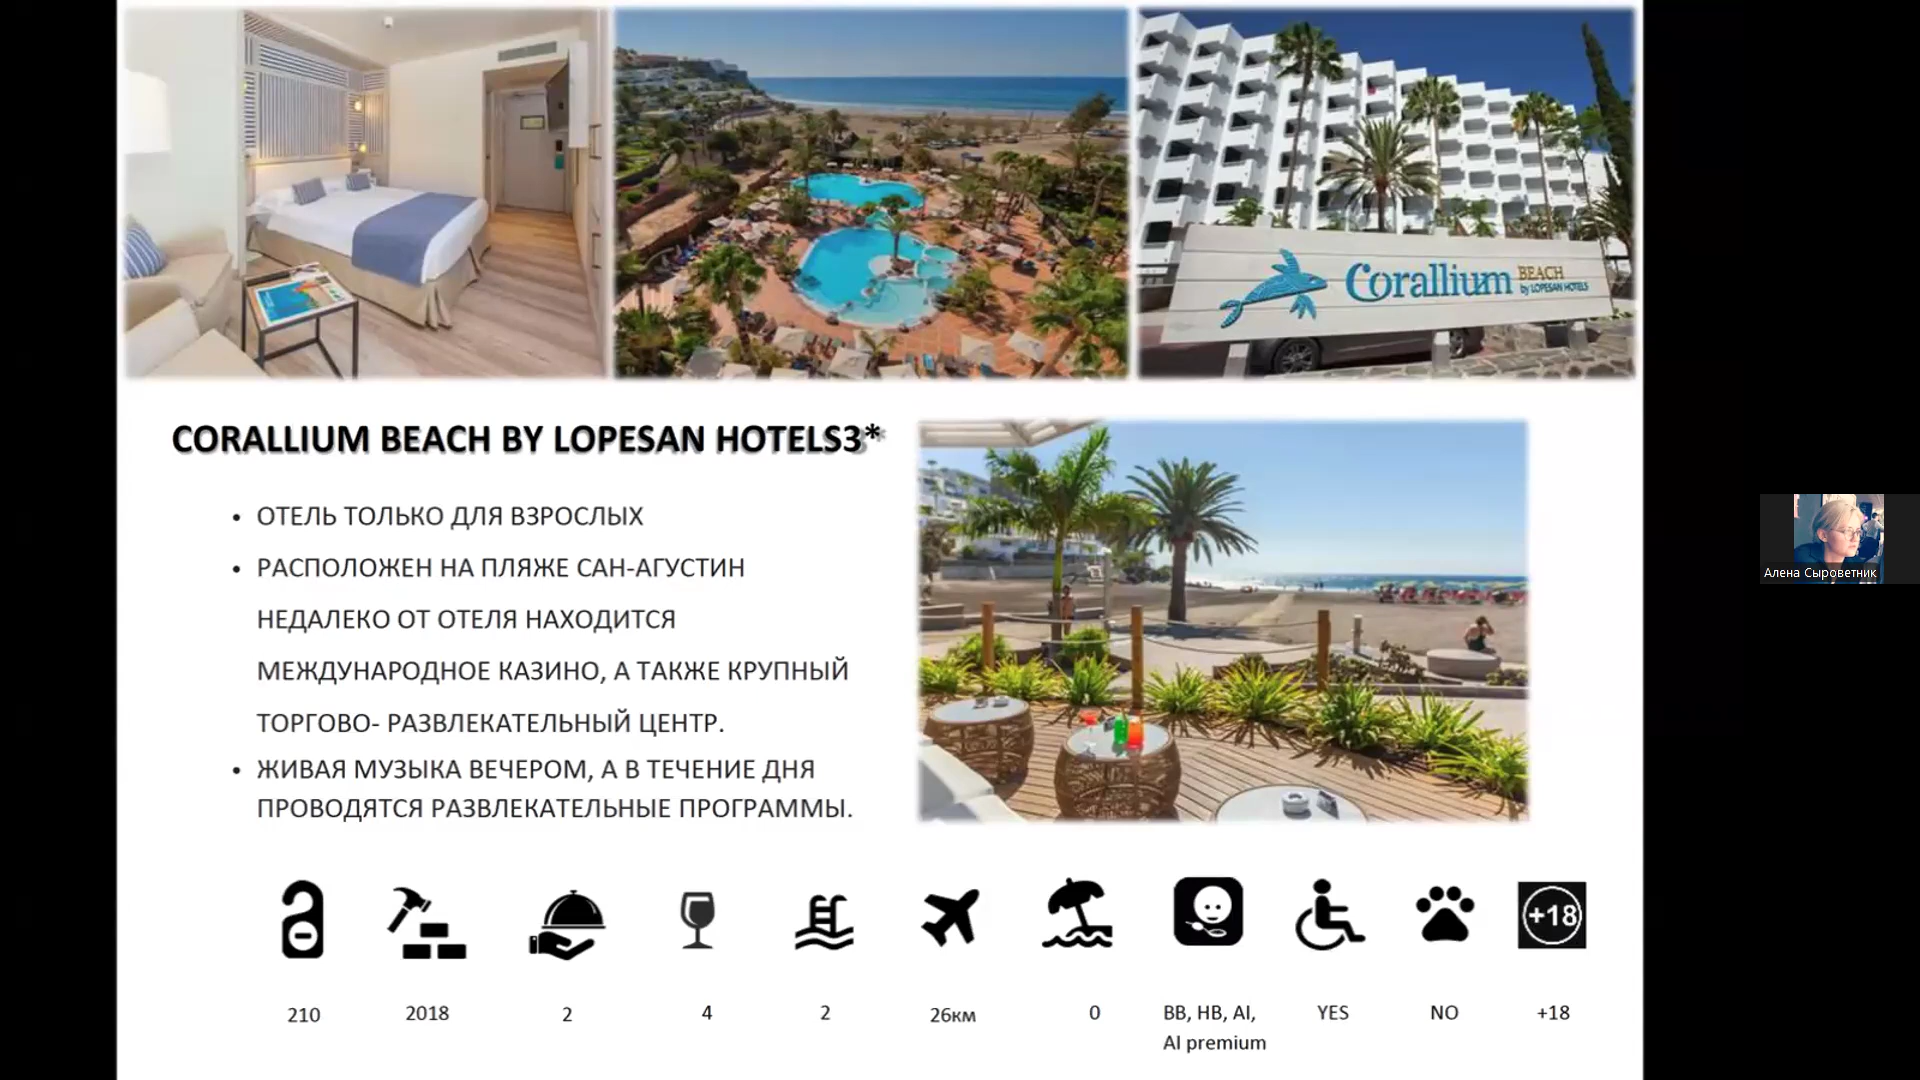 Corallium BEACH
by LOPESAN HOTELS
CORALLIUM BEACH BY LOPESAN HOTELS3*
• ОТЕЛЬ ТОЛЬКО ДЛЯ ВЗРОСЛЫХ
• РАСПОЛОЖЕН НА ПЛЯЖЕ САН-АГУСТИН
НЕДАЛЕКО ОТ ОТЕЛЯ НАХОДИТСЯ
МЕЖДУНАРОДНОЕ КАЗИНО, А ТАКЖЕ КРУПНЫЙ
ТОРГОВО- РАЗВЛЕКАТЕЛЬНЫЙ ЦЕНТР.
• ЖИВАЯ МУЗЫКА ВЕЧЕРОМ, А В ТЕЧЕНИЕ ДНЯ
ПРОВОДЯТСЯ РАЗВЛЕКАТЕЛЬНЫЕ ПРОГРАММЫ.
Алена Сыроветник
+18
210 2018 2 4 2 26км 0 BB, HB, AI, YES NO +18
AI premium